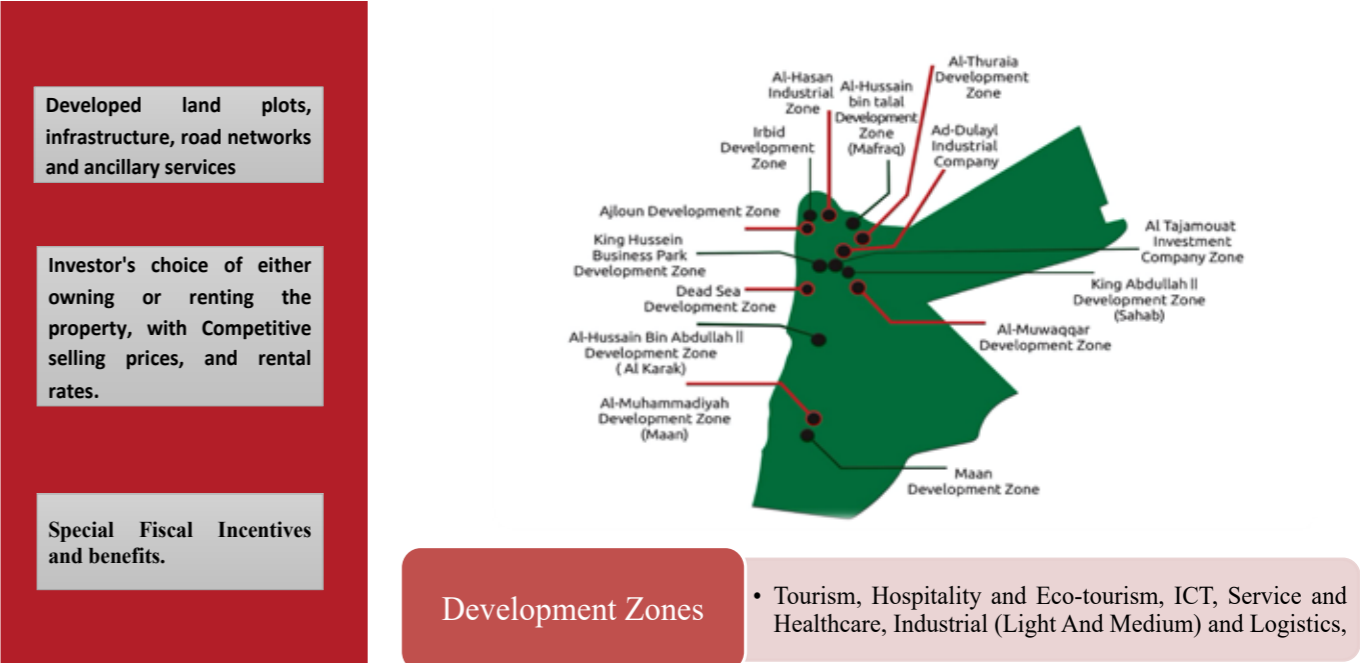 Developed land plots,
infrastructure, road networks
and ancillary services
Investor's choice of either
owning or renting the
property, with Competitive
selling prices, and rental
rates.
Special Fiscal Incentives
and benefits.
Al-Thuraia
Development
Zone
Al-Hasan
Industrial
Zone
Al-Hussain
bin talal
Development
Zone
(Mafraq)
Irbid
Development
Zone
Ad-Dulayl
Industrial
Company
Ajloun Development Zone
King Hussein
Business Park
Development Zone
Dead Sea
Development Zone
Al-Hussain Bin Abdullah ll
Development Zone
( Al Karak)
Al-Muhammadiyah
Development Zone
(Maan)
Al Tajamouat
Investment
Company Zone
King Abdullah ll
Development Zone
(Sahab)
Al-Muwaqqar
Development Zone
Maan
Development Zone
Development Zones
• Tourism, Hospitality and Eco-tourism, ICT, Service and
Healthcare, Industrial (Light And Medium) and Logistics,